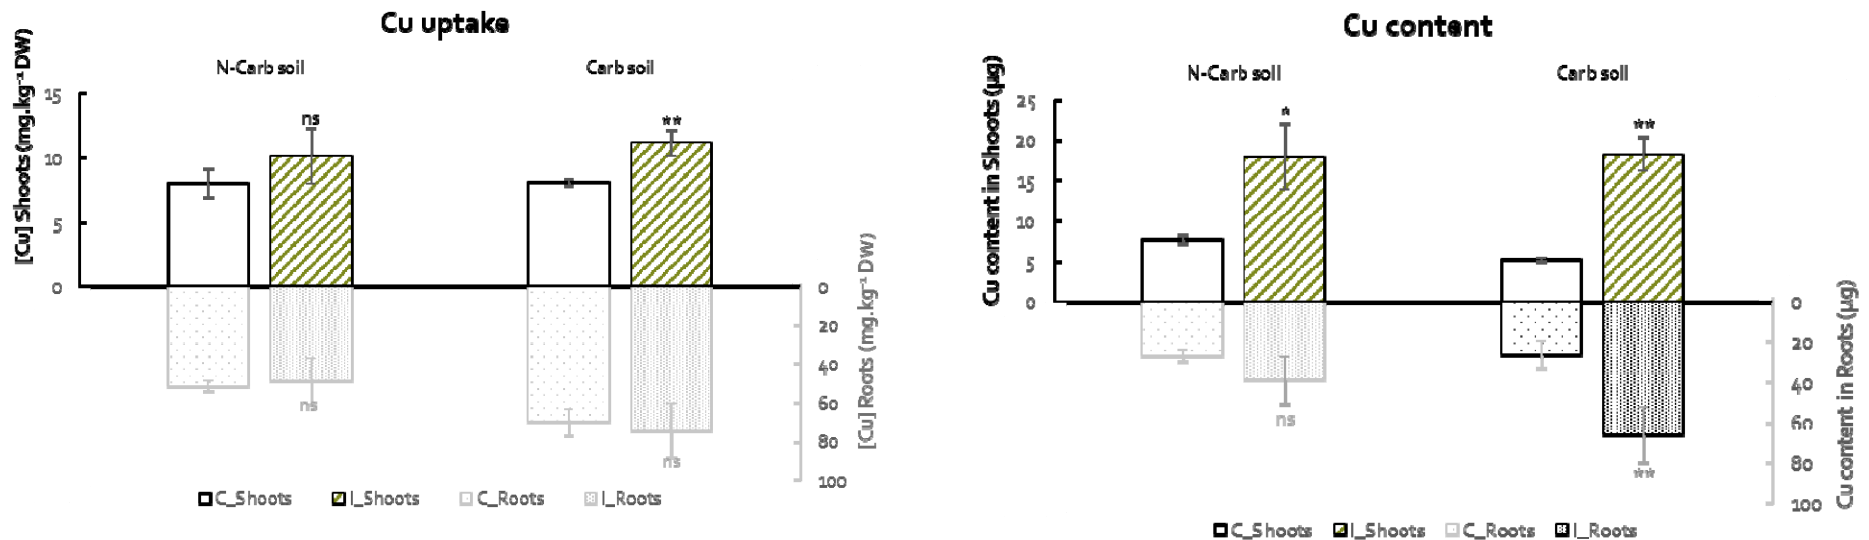 Cu uptake
N-Carb soil
Carb soil
[Cu] Shoots (mg.kg⁻¹ DW)
15
10
5
0
ns
**
0
20
40
60
80
100
[Cu] Roots (mg.kg⁻¹ DW)
ns
ns
C_Shoots I_Shoots C_Roots I_Roots
Cu content
N-Carb soil
Carb soil
Cu content in Shoots (µg)
25
20
15
10
5
0
*
**
0
20
40
60
80
100
Cu content in Roots (µg)
ns
**
C_Shoots I_Shoots C_Roots I_Roots